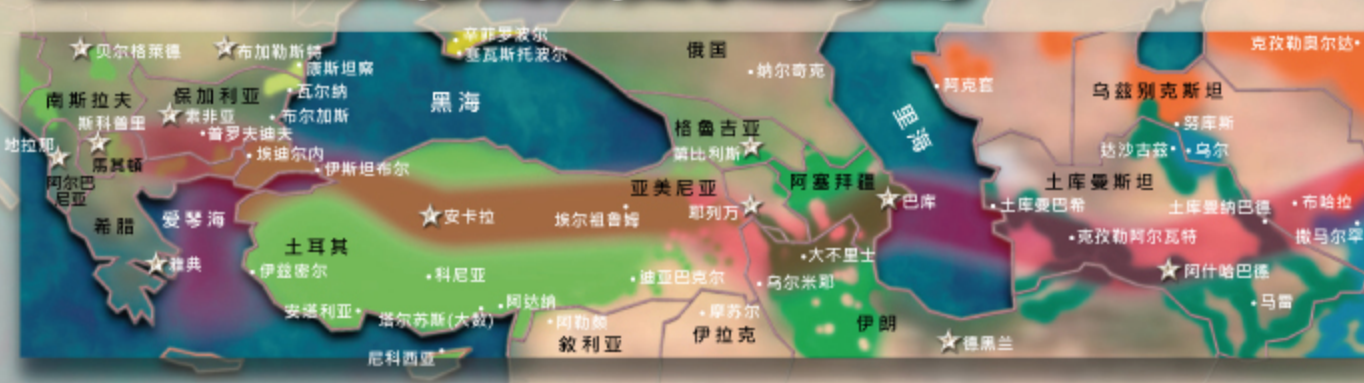 辛菲罗波尔
塞瓦斯托波尔
贝尔格莱德
布加勒斯特
俄国
克孜勒奥尔达
康斯坦察
纳尔奇克
阿克套
乌兹别克斯坦
瓦尔纳
南斯拉夫
保加利亚
黑海
里海
索非亚
布尔加斯
斯科普里
格鲁吉亚
努库斯
普罗夫迪夫
地拉那
第比利斯
达沙古兹
乌尔
馬其頓
埃迪尔内
伊斯坦布尔
阿尔巴
尼亚
亚美尼亚
阿塞拜疆
土库曼斯坦
巴库
土库曼巴希
土库曼纳巴德
布哈拉
爱琴海
希腊
安卡拉
埃尔祖鲁姆
耶列万
克孜勒阿尔瓦特
撒马尔罕
土耳其
大不里士
雅典
伊兹密尔
科尼亚
迪亚巴克尔
乌尔米耶
阿什哈巴德
安塔利亚
塔尔苏斯(大数)
阿达纳
阿勒颇
摩苏尔
马雷
叙利亚
伊拉克
伊朗
德黑兰
尼科西亚